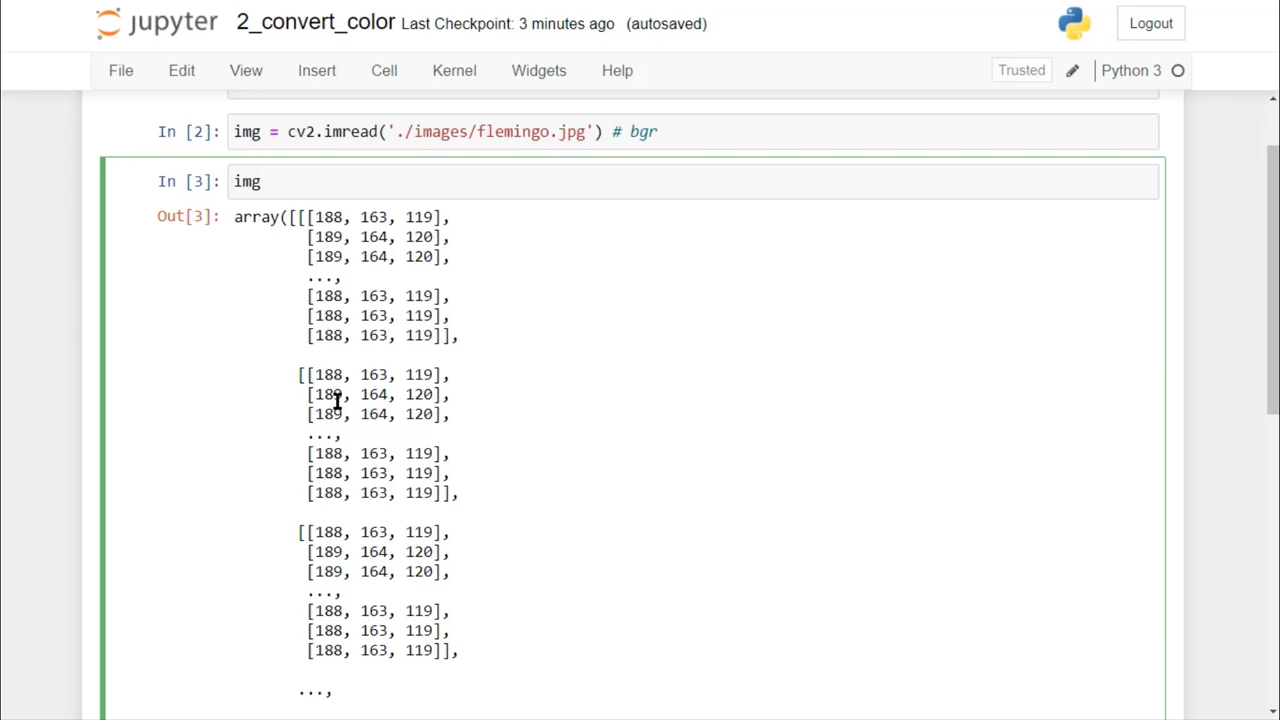 jupyter 2_convert_color Last Checkpoint: 3 minutes ago (autosaved) Logout
File Edit View Insert Cell Kernel Widgets Help Trusted Python 3
In [2]: img = cv2.imread('./images/flemingo.jpg') # bgr
In [3]: img
Out[3]: array([[[188, 163, 119],
[189, 164, 120],
[189, 164, 120],
...,
[188, 163, 119],
[188, 163, 119],
[188, 163, 119]],
[[188, 163, 119],
[189, 164, 120],
[189, 164, 120],
...,
[188, 163, 119],
[188, 163, 119],
[188, 163, 119]],
[[188, 163, 119],
[189, 164, 120],
[189, 164, 120],
...,
[188, 163, 119],
[188, 163, 119],
[188, 163, 119]],
...,